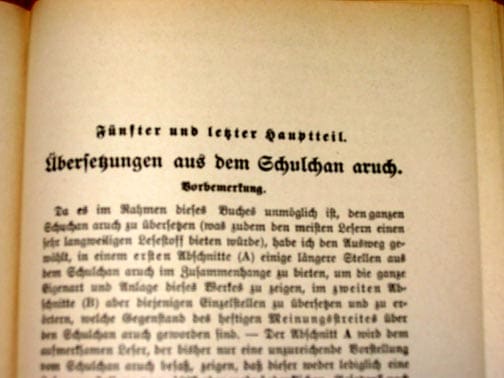 Fünfter und letzter Hauptteil.
Übersetzungen aus dem Schulchan aruch.
Vorbemerkung.
Da es im Rahmen dieses Buches unmöglich ist, den ganzen
Schuchan aruch zu übersetzen (was zudem den meisten Lesern einen
sehr langweiligen Lesestoff bieten würde), habe ich den Ausweg ge-
wählt, in einem ersten Abschnitte (A) einige längere Stellen aus
dem Schulchan aruch im Zusammenhange zu bieten, um die ganze
Eigenart und Anlage dieses Werkes zu zeigen, im zweiten Ab-
schnitte (B) aber diejenigen Einzelstellen zu übersetzen und zu er-
örtern, welche Gegenstand des heftigen Meinungsstreites über
den Schulchan aruch geworden sind. — Der Abschnitt A wird dem
aufmerksamen Leser, der bisher nur eine unzureichende Vorstellung
vom Schulchan aruch besaß, zeigen, daß dieser weder lediglich eine